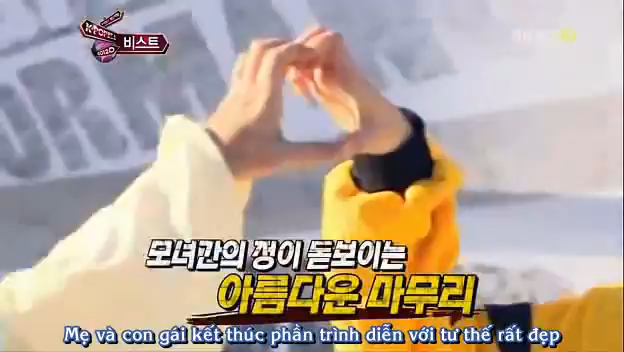 비스트
모녀간의 정이 돋보이는
아름다운 마무리
Mẹ và con gái kết thúc phần trình diễn với tư thế rất đẹp